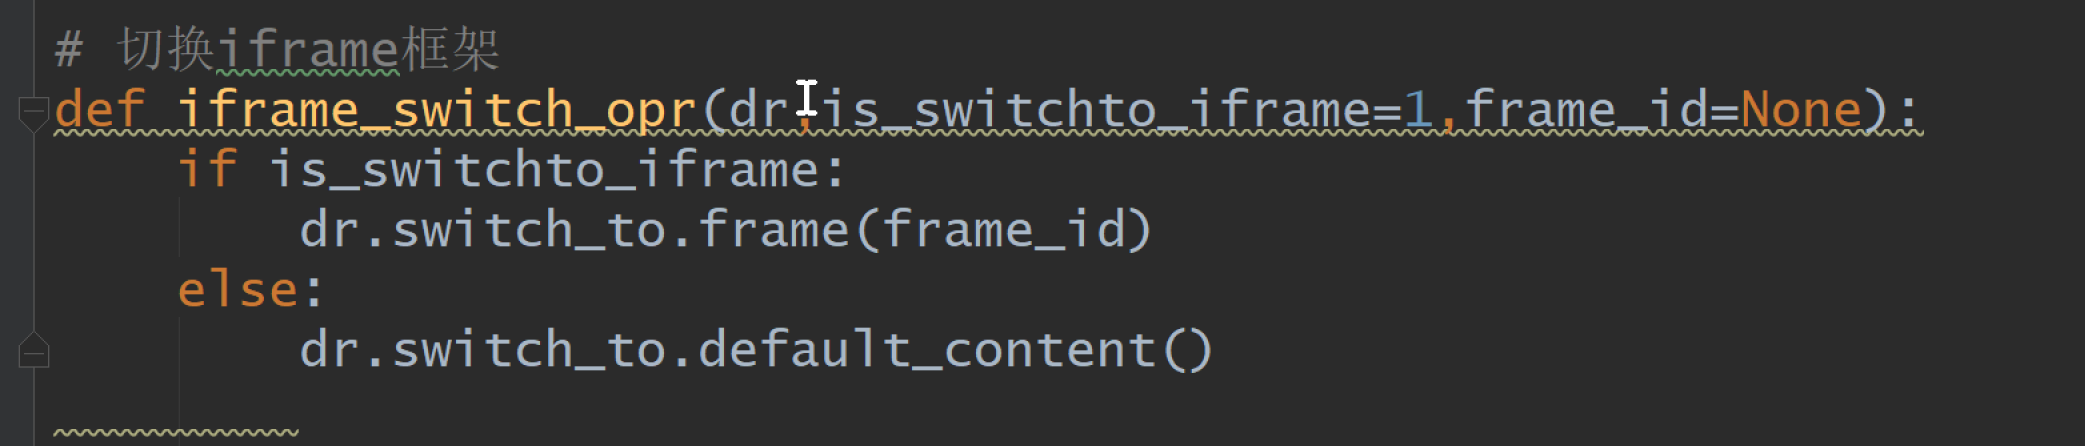 # 切换iframe框架
def iframe_switch_opr(dr,is_switchto_iframe=1,frame_id=None):
    if is_switchto_iframe:
        dr.switch_to.frame(frame_id)
    else:
        dr.switch_to.default_content()